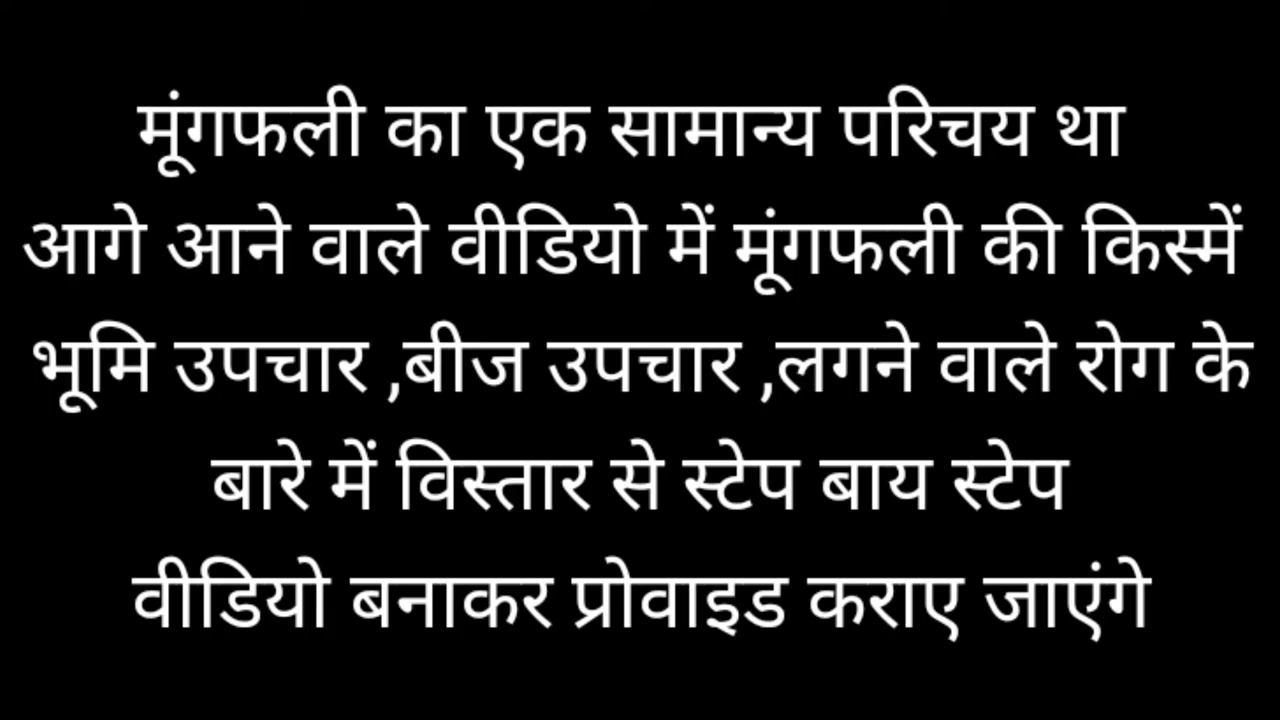 मूंगफली का एक सामान्य परिचय था
आगे आने वाले वीडियो में मूंगफली की किस्में
भूमि उपचार ,बीज उपचार ,लगने वाले रोग के
बारे में विस्तार से स्टेप बाय स्टेप
वीडियो बनाकर प्रोवाइड कराए जाएंगे